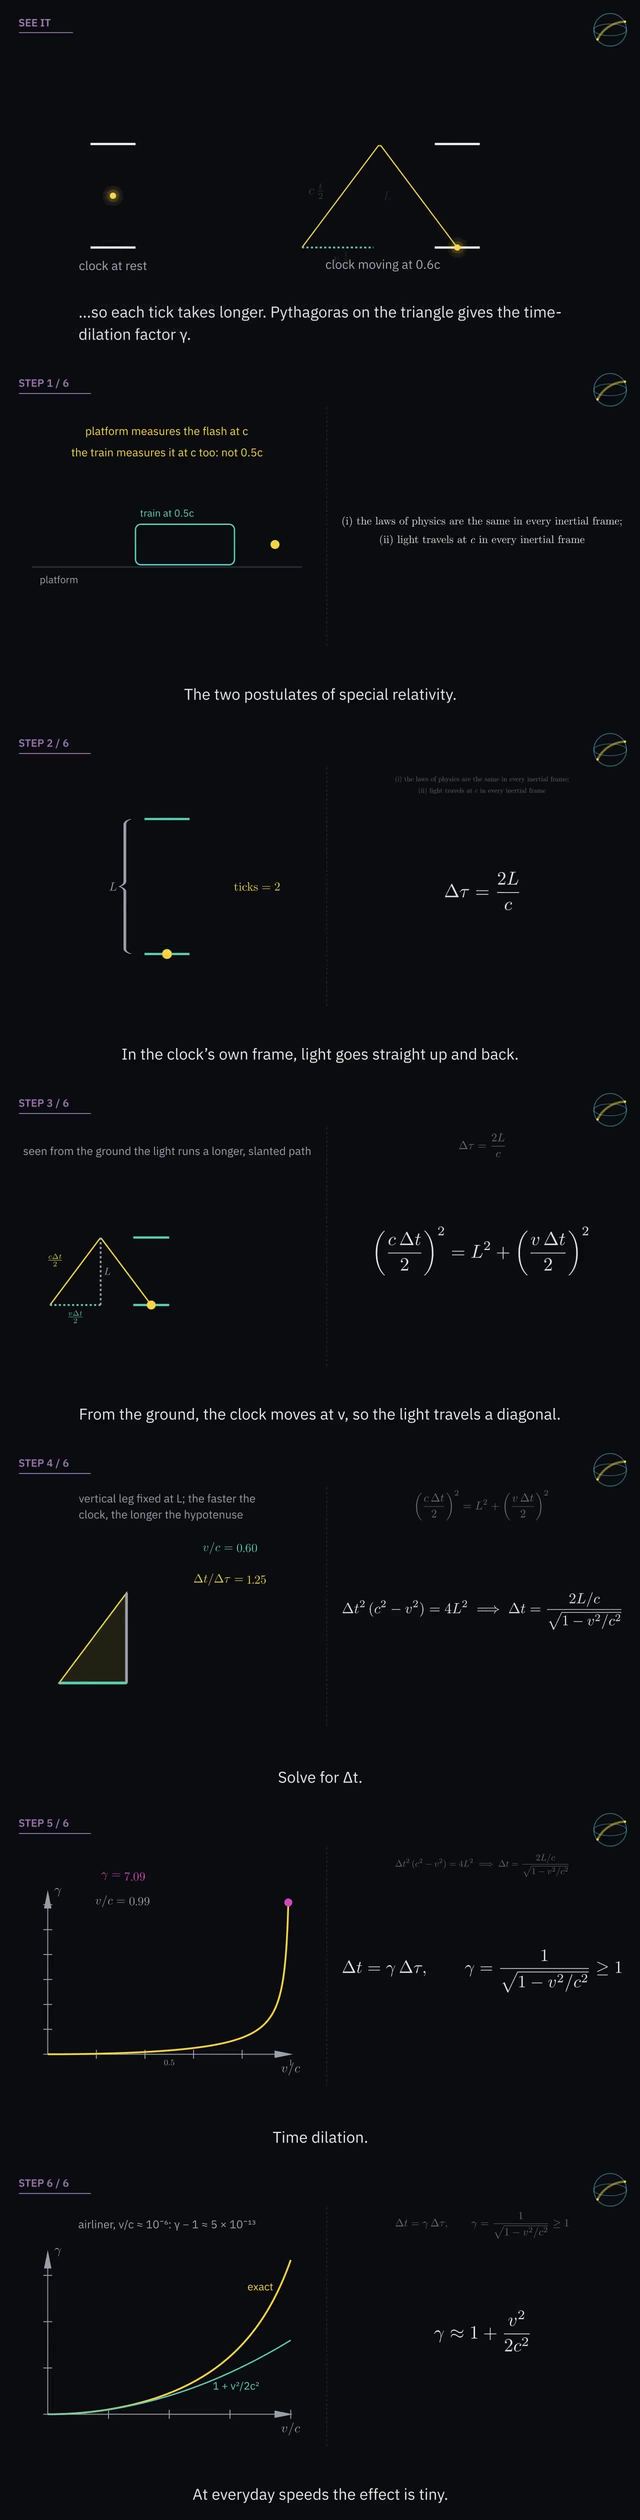 SEE IT
c t/2
L
clock at rest
clock moving at 0.6c
...so each tick takes longer. Pythagoras on the triangle gives the time-
dilation factor γ.
STEP 1 / 6
platform measures the flash at c
the train measures it at c too: not 0.5c
train at 0.5c
platform
(i) the laws of physics are the same in every inertial frame;
(ii) light travels at c in every inertial frame
The two postulates of special relativity.
STEP 2 / 6
(i) the laws of physics are the same in every inertial frame;
(ii) light travels at c in every inertial frame
L
ticks = 2
Δτ = 2L/c
In the clock’s own frame, light goes straight up and back.
STEP 3 / 6
seen from the ground the light runs a longer, slanted path
Δτ = 2L/c
cΔt/2
L
vΔt/2
(c Δt/2)² = L² + (v Δt/2)²
From the ground, the clock moves at v, so the light travels a diagonal.
STEP 4 / 6
vertical leg fixed at L; the faster the
clock, the longer the hypotenuse
v/c = 0.60
Δt/Δτ = 1.25
(c Δt/2)² = L² + (v Δt/2)²
Δt² (c² − v²) = 4L² ⟹ Δt = 2L/c / √(1 − v²/c²)
Solve for Δt.
STEP 5 / 6
γ = 7.09
v/c = 0.99
γ
0.5
1
v/c
Δt² (c² − v²) = 4L² ⟹ Δt = 2L/c / √(1 − v²/c²)
Δt = γ Δτ, γ = 1/√(1 − v²/c²) ≥ 1
Time dilation.
STEP 6 / 6
airliner, v/c ≈ 10⁻⁶: γ − 1 ≈ 5 × 10⁻¹³
γ
exact
1 + v²/2c²
v/c
Δt = γ Δτ, γ = 1/√(1 − v²/c²) ≥ 1
γ ≈ 1 + v²/2c²
At everyday speeds the effect is tiny.